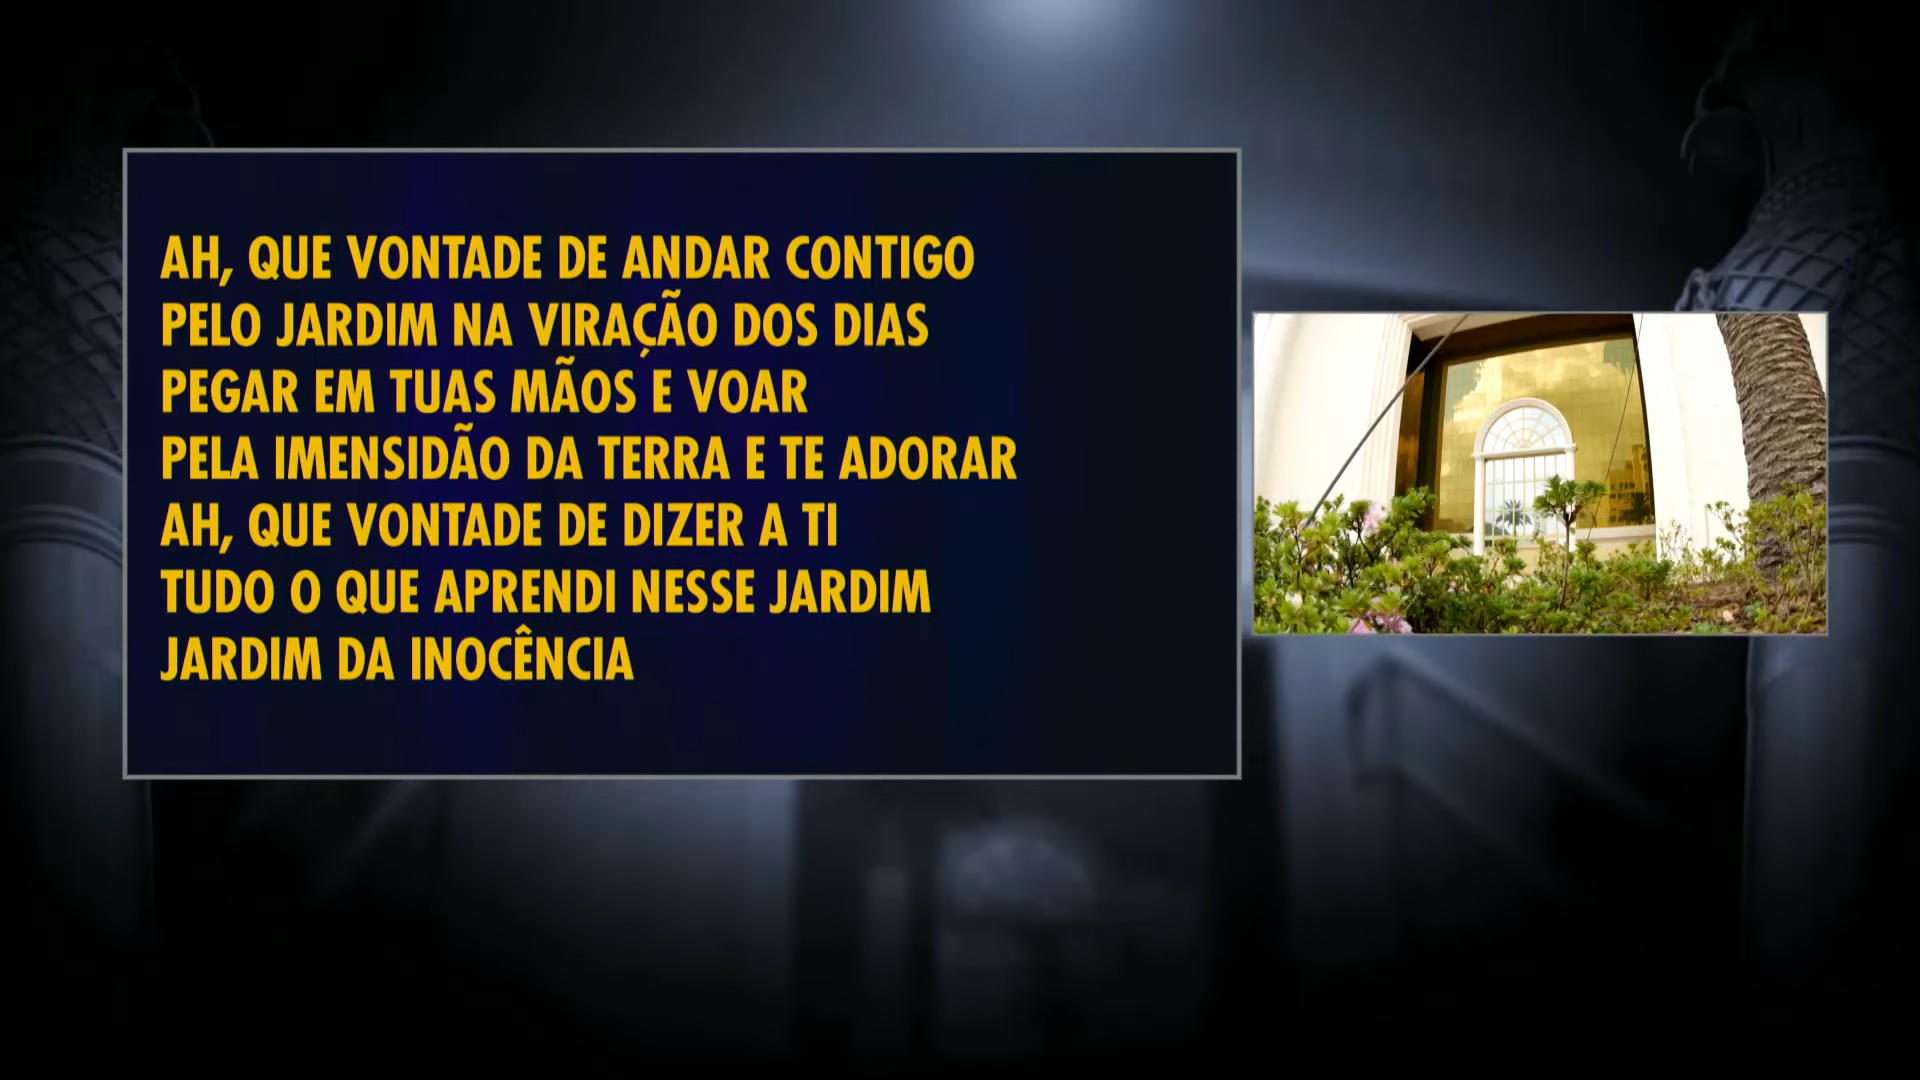 AH, QUE VONTADE DE ANDAR CONTIGO
PELO JARDIM NA VIRAÇÃO DOS DIAS
PEGAR EM TUAS MÃOS E VOAR
PELA IMENSIDÃO DA TERRA E TE ADORAR
AH, QUE VONTADE DE DIZER A TI
TUDO O QUE APRENDI NESSE JARDIM
JARDIM DA INOCÊNCIA